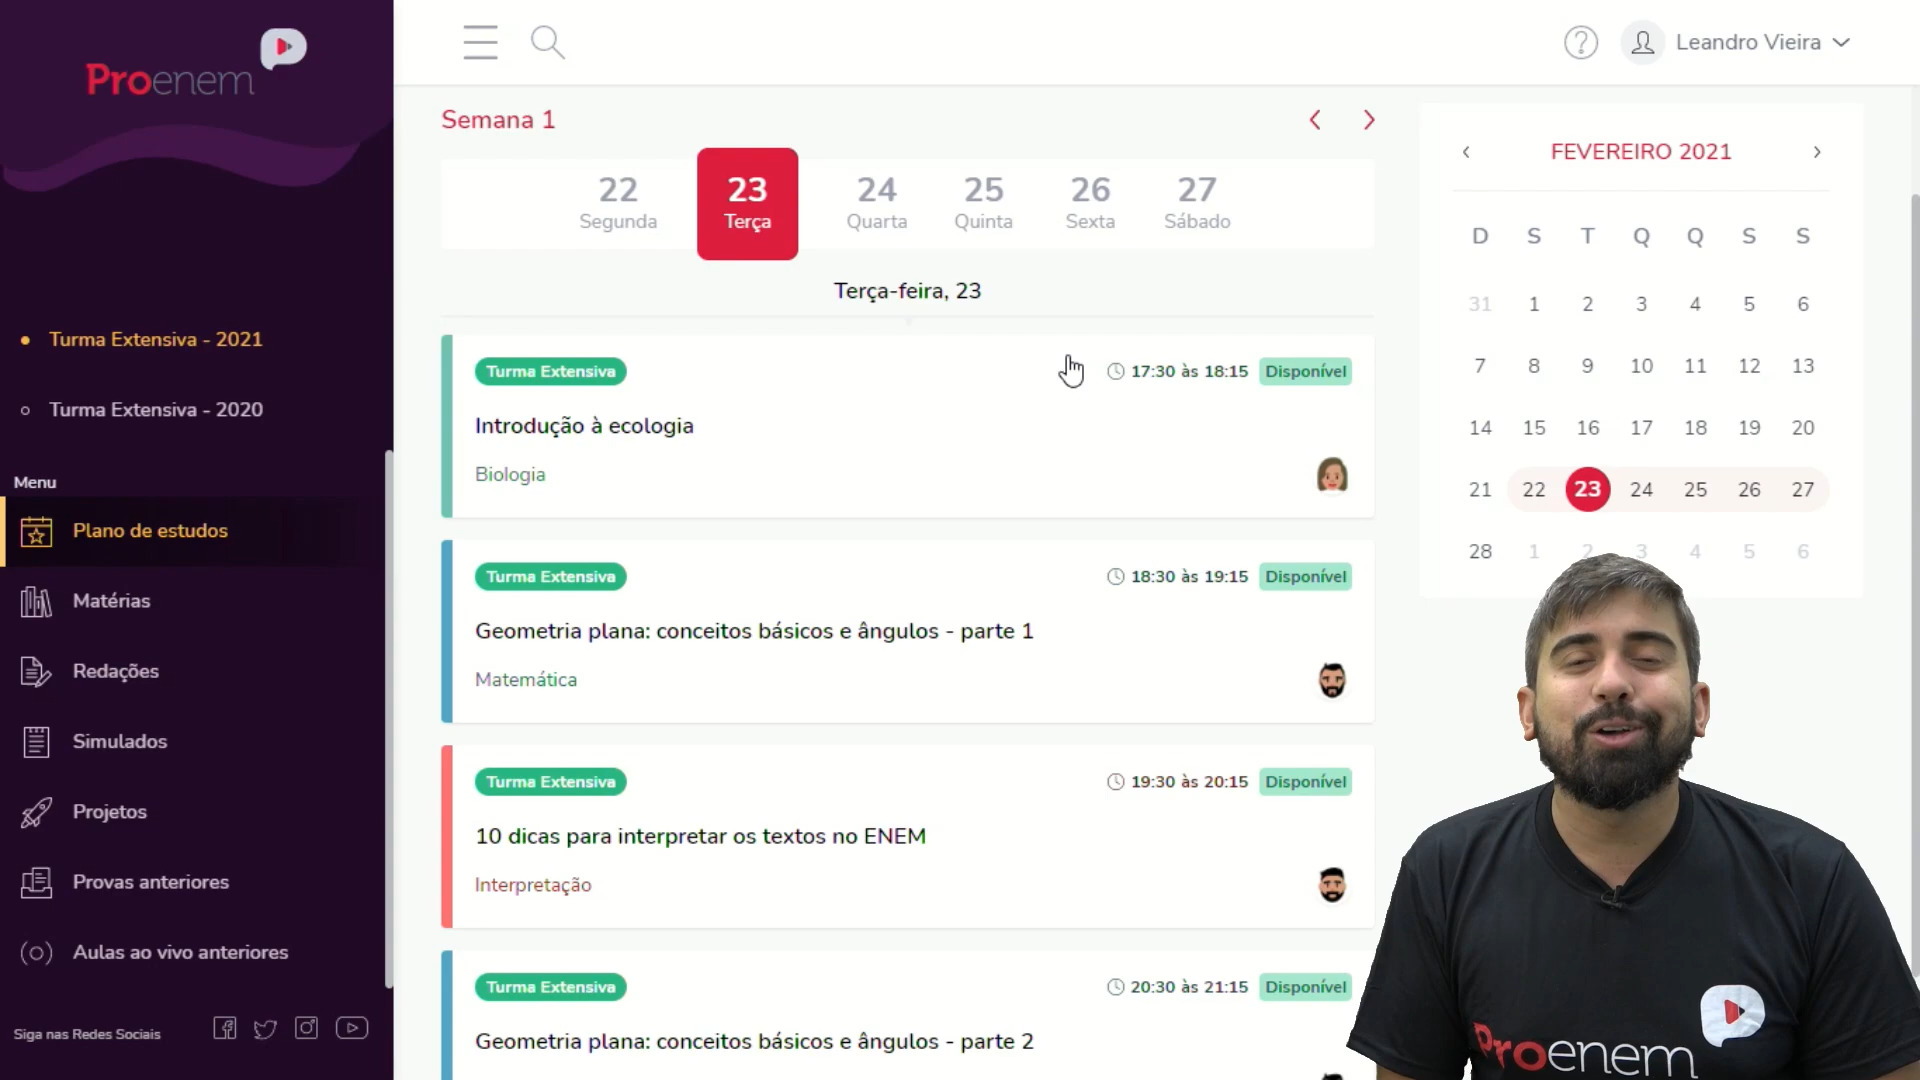 Proenem
Turma Extensiva - 2021
Turma Extensiva - 2020
Menu
Plano de estudos
Matérias
Redações
Simulados
Projetos
Provas anteriores
Aulas ao vivo anteriores
Siga nas Redes Sociais
Leandro Vieira
Semana 1
22 23 24 25 26 27
Segunda Terça Quarta Quinta Sexta Sábado
Terça-feira, 23
Turma Extensiva 17:30 às 18:15 Disponível
Introdução à ecologia
Biologia
Turma Extensiva 18:30 às 19:15 Disponível
Geometria plana: conceitos básicos e ângulos - parte 1
Matemática
Turma Extensiva 19:30 às 20:15 Disponível
10 dicas para interpretar os textos no ENEM
Interpretação
Turma Extensiva 20:30 às 21:15 Disponível
Geometria plana: conceitos básicos e ângulos - parte 2
FEVEREIRO 2021
D S T Q Q S S
31 1 2 3 4 5 6
7 8 9 10 11 12 13
14 15 16 17 18 19 20
21 22 23 24 25 26 27
28 1 2 3 4 5 6
Proenem